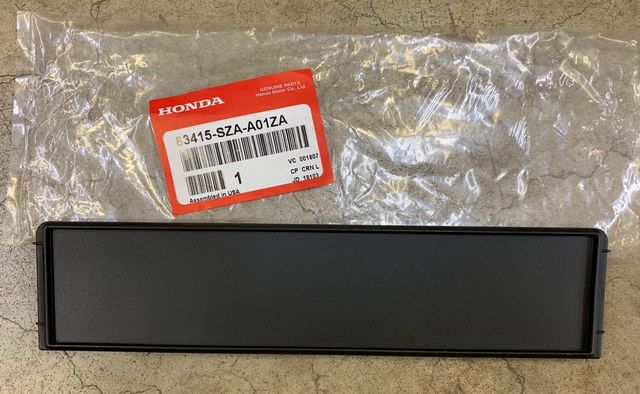 GENUINE PARTS
Honda Motor Co., Ltd
HONDA
83415-SZA-A01ZA
VC 001807
1
CP CRN L
JD 18103
Assembled in USA